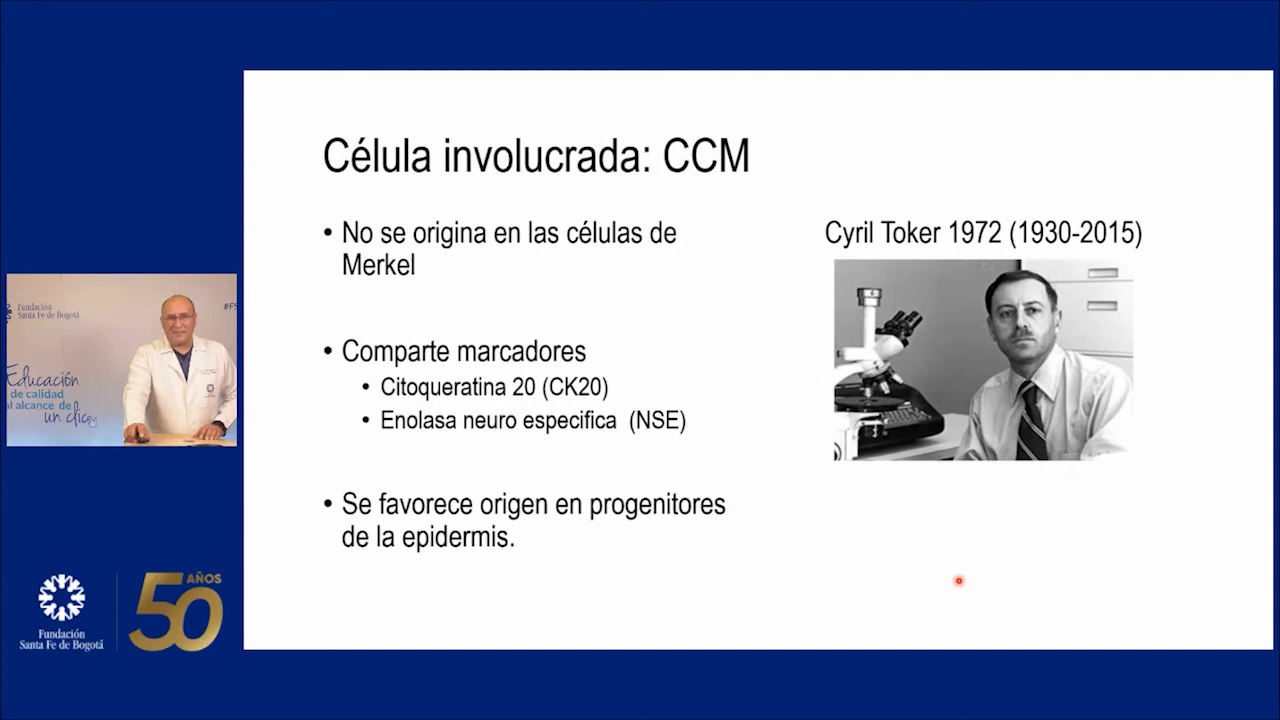 Célula involucrada: CCM
• No se origina en las células de
Merkel
• Comparte marcadores
• Citoqueratina 20 (CK20)
• Enolasa neuro especifica (NSE)
• Se favorece origen en progenitores
de la epidermis.
Cyril Toker 1972 (1930-2015)
Fundación
Santa Fe de Bogotá
#FS
Educación
de calidad
al alcance de
un clic
Fundación
Santa Fe de Bogotá
50 AÑOS